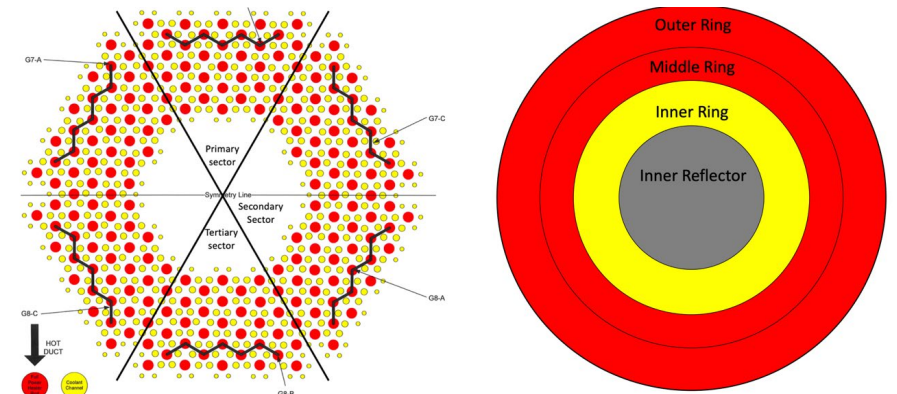 G7-A
G7-C
Primary
sector
Symmetry Line
Secondary
Sector
Tertiary
sector
G8-A
G8-C
G8-B
HOT
DUCT
Coolant
Channel
Outer Ring
Middle Ring
Inner Ring
Inner Reflector